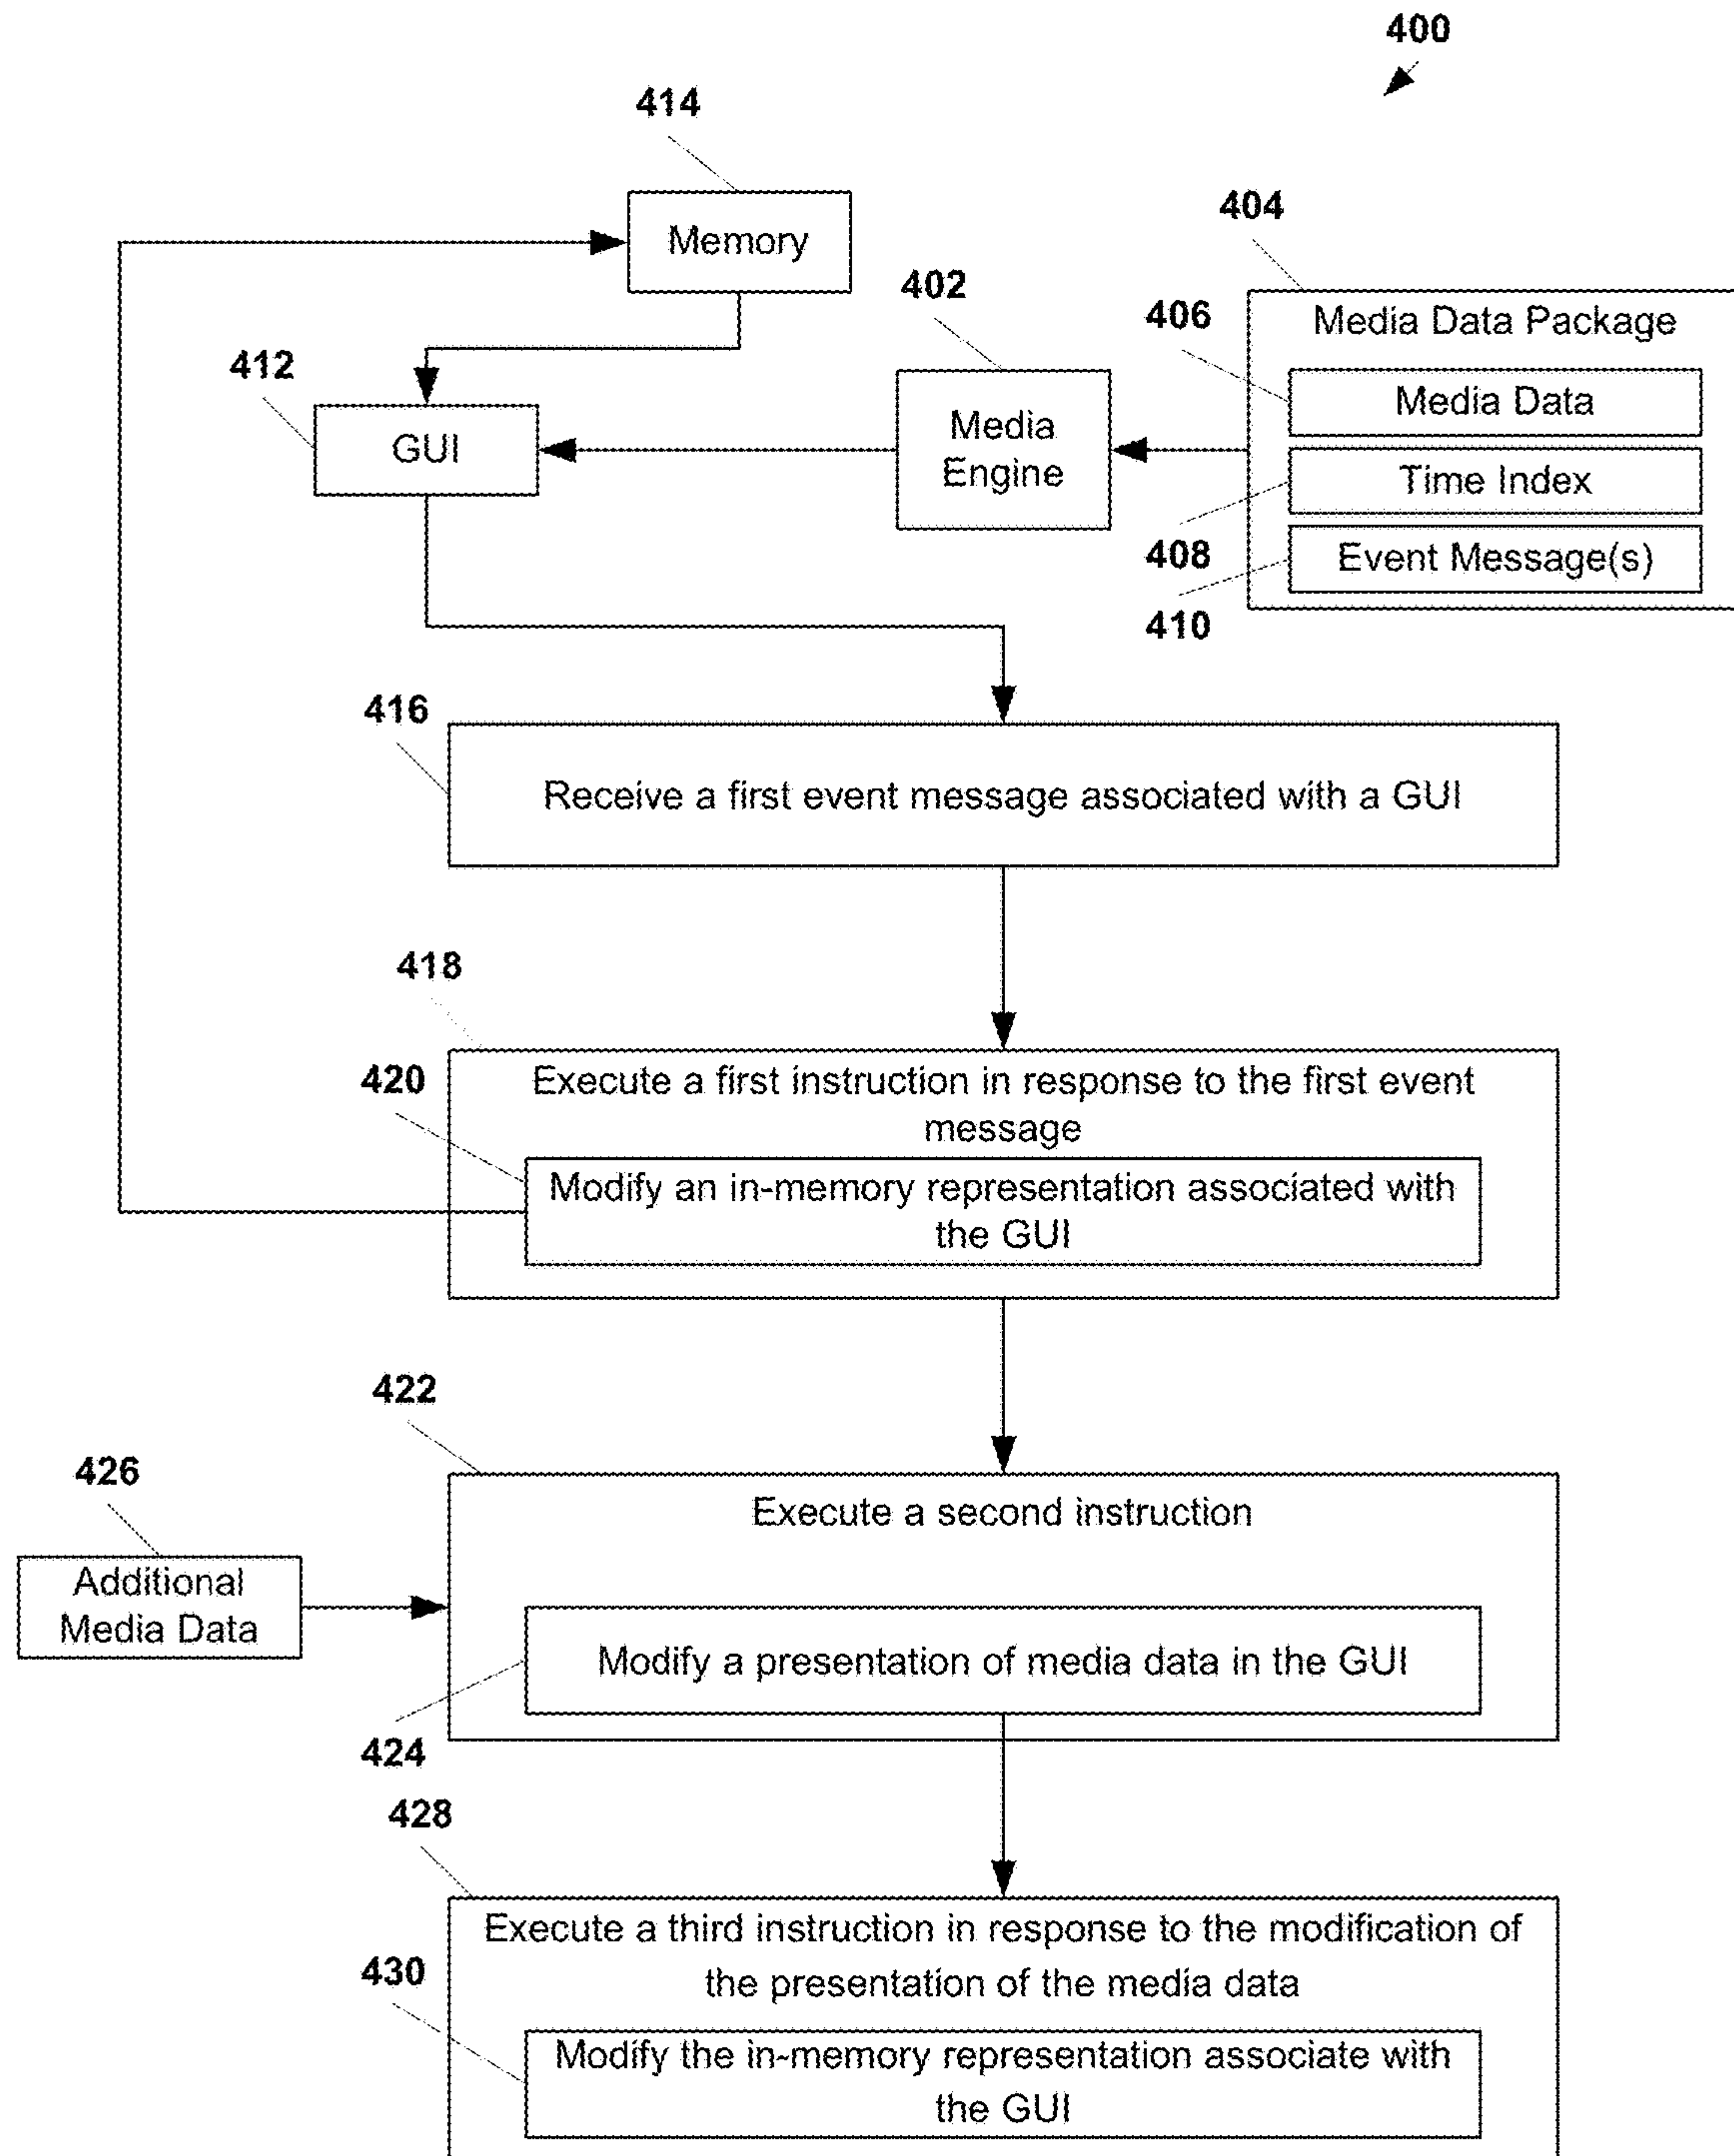 400
414
Memory
404
402
Media Data Package
406
412
Media Data
Media
Engine
GUI
Time Index
408
Event Message(s)
410
416
Receive a first event message associated with a GUI
418
420
Execute a first instruction in response to the first event
message
Modify an in-memory representation associated with
the GUI
422
426
Execute a second instruction
Additional
Media Data
Modify a presentation of media data in the GUI
424
428
Execute a third instruction in response to the modification of
the presentation of the media data
430
Modify the in-memory representation associate with
the GUI